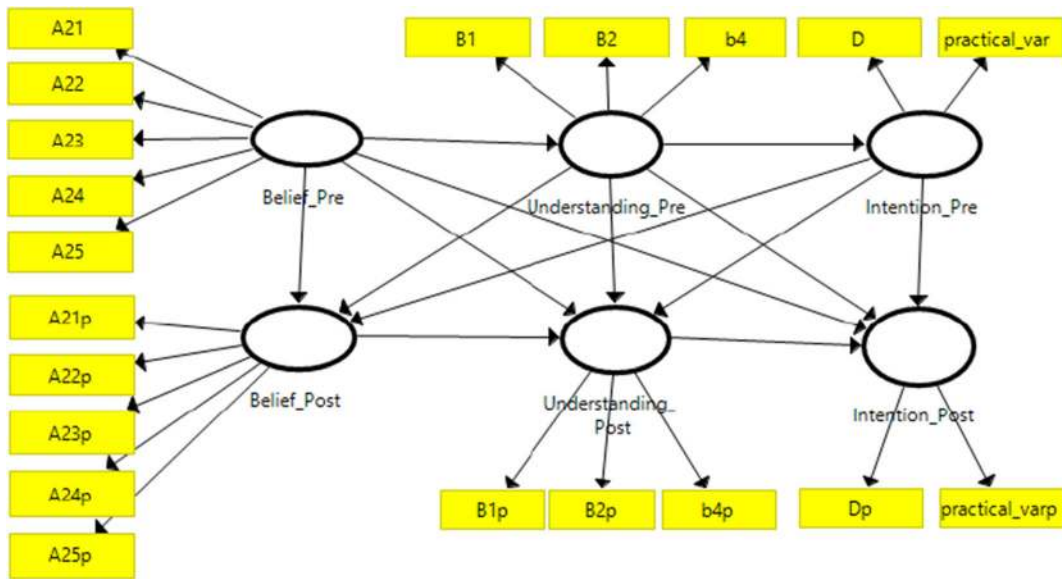 A21
A22
A23
A24
A25
B1
B2
b4
D
practical_var
Belief_Pre
Understanding_Pre
Intention_Pre
A21p
A22p
A23p
A24p
A25p
Belief_Post
Understanding_
Post
Intention_Post
B1p
B2p
b4p
Dp
practical_varp